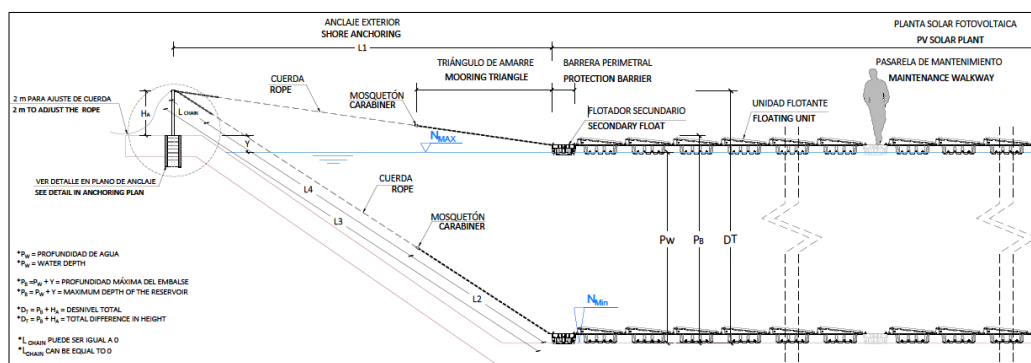 ANCLAJE EXTERIOR
SHORE ANCHORING
L1
PLANTA SOLAR FOTOVOLTAICA
PV SOLAR PLANT
TRIÁNGULO DE AMARRE
MOORING TRIANGLE
BARRERA PERIMETRAL
PROTECTION BARRIER
PASARELA DE MANTENIMIENTO
MAINTENANCE WALKWAY
CUERDA
ROPE
MOSQUETÓN
CARABINER
FLOTADOR SECUNDARIO
SECONDARY FLOAT
UNIDAD FLOTANTE
FLOATING UNIT
2 m PARA AJUSTE DE CUERDA
2 m TO ADJUST THE ROPE
HA
L CHAIN
Y
NMAX
VER DETALLE EN PLANO DE ANCLAJE
SEE DETAIL IN ANCHORING PLAN
L4
L3
CUERDA
ROPE
MOSQUETÓN
CARABINER
L2
PW
PB
DT
NMin
*PW = PROFUNDIDAD DE AGUA
*PW = WATER DEPTH
*PB =PW + Y = PROFUNDIDAD MÁXIMA DEL EMBALSE
*PB = PW + Y = MAXIMUM DEPTH OF THE RESERVOIR
*DT = PB + HA = DESNIVEL TOTAL
*DT = PB + HA = TOTAL DIFFERENCE IN HEIGHT
*L CHAIN PUEDE SER IGUAL A 0
*LCHAIN CAN BE EQUAL TO 0